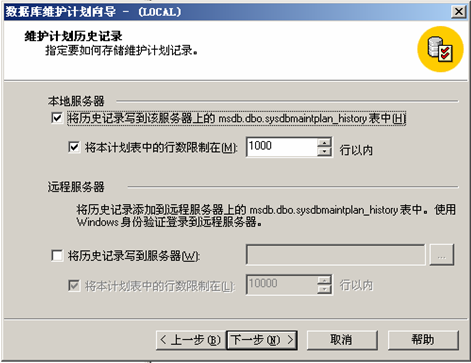 数据库维护计划向导 - (LOCAL)
维护计划历史记录
指定要如何存储维护计划记录。
本地服务器
将历史记录写到该服务器上的 msdb.dbo.sysdbmaintplan_history 表中(H)
将本计划表中的行数限制在(M): 1000 行以内
远程服务器
将历史记录添加到远程服务器上的 msdb.dbo.sysdbmaintplan_history 表中。使用
Windows 身份验证登录到远程服务器。
将历史记录写到服务器(W): ...
将本计划表中的行数限制在(L): 10000 行以内
< 上一步(B) 下一步(N) > 取消 帮助